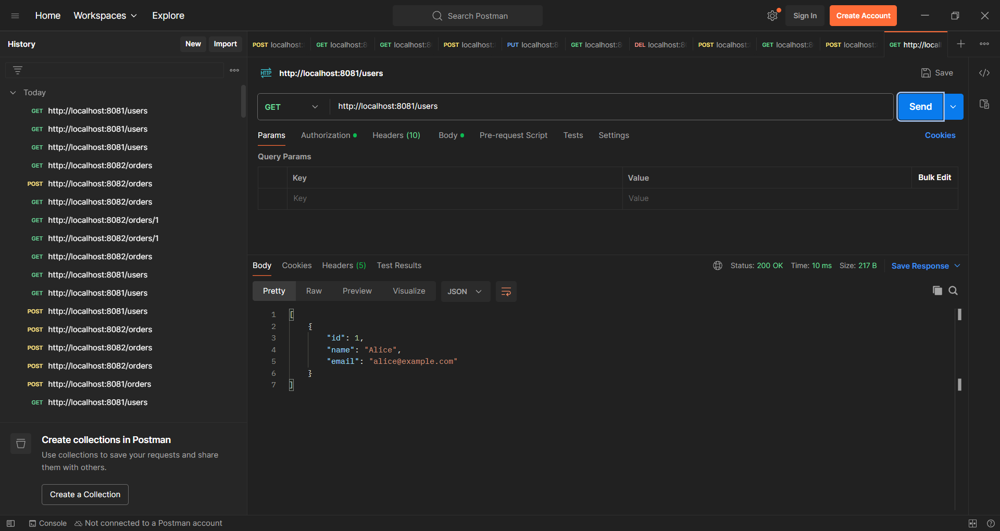 Home Workspaces Explore Search Postman Sign In Create Account
History New Import
POST localhost: GET localhost:8 GET localhost:8 POST localhost: PUT localhost:8 GET localhost:8 DEL localhost:8 POST localhost: GET localhost:8 POST localhost: GET http://local
HTTP http://localhost:8081/users Save
Today
GET http://localhost:8081/users
GET http://localhost:8081/users
GET http://localhost:8081/users
GET http://localhost:8082/orders
POST http://localhost:8082/orders
GET http://localhost:8082/orders
GET http://localhost:8082/orders/1
GET http://localhost:8082/orders/1
GET http://localhost:8082/orders
GET http://localhost:8081/users
GET http://localhost:8081/users
POST http://localhost:8081/users
POST http://localhost:8082/orders
POST http://localhost:8082/orders
POST http://localhost:8082/orders
POST http://localhost:8081/orders
GET http://localhost:8081/users
Create collections in Postman
Use collections to save your requests and share
them with others.
Create a Collection
GET http://localhost:8081/users Send
Params Authorization Headers (10) Body Pre-request Script Tests Settings Cookies
Query Params
Key Value Bulk Edit
Key Value
Body Cookies Headers (5) Test Results Status: 200 OK Time: 10 ms Size: 217 B Save Response
Pretty Raw Preview Visualize JSON
1 [
2 {
3 "id": 1,
4 "name": "Alice",
5 "email": "alice@example.com"
6 }
7 ]
Console Not connected to a Postman account